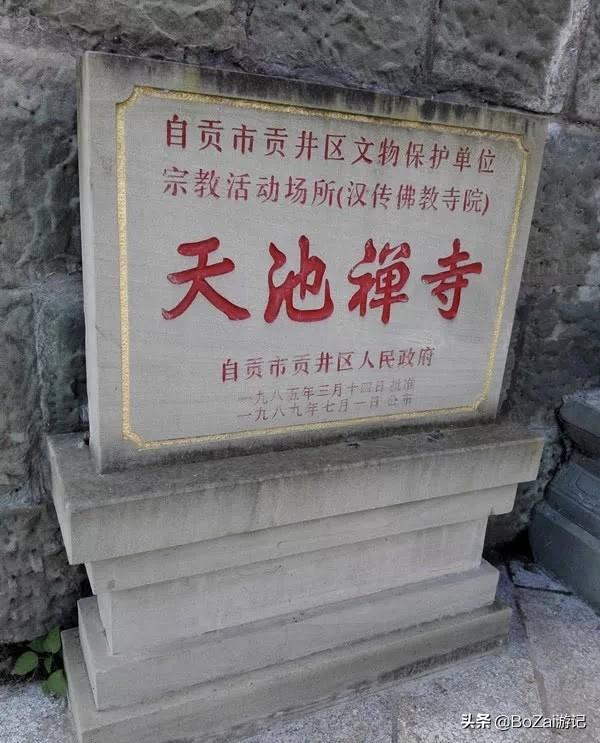 自贡市贡井区文物保护单位
宗教活动场所(汉传佛教寺院)
天池禅寺
自贡市贡井区人民政府
一九八五年三月十四日批准
一九八九年七月一日公布
头条 @BoZai游记